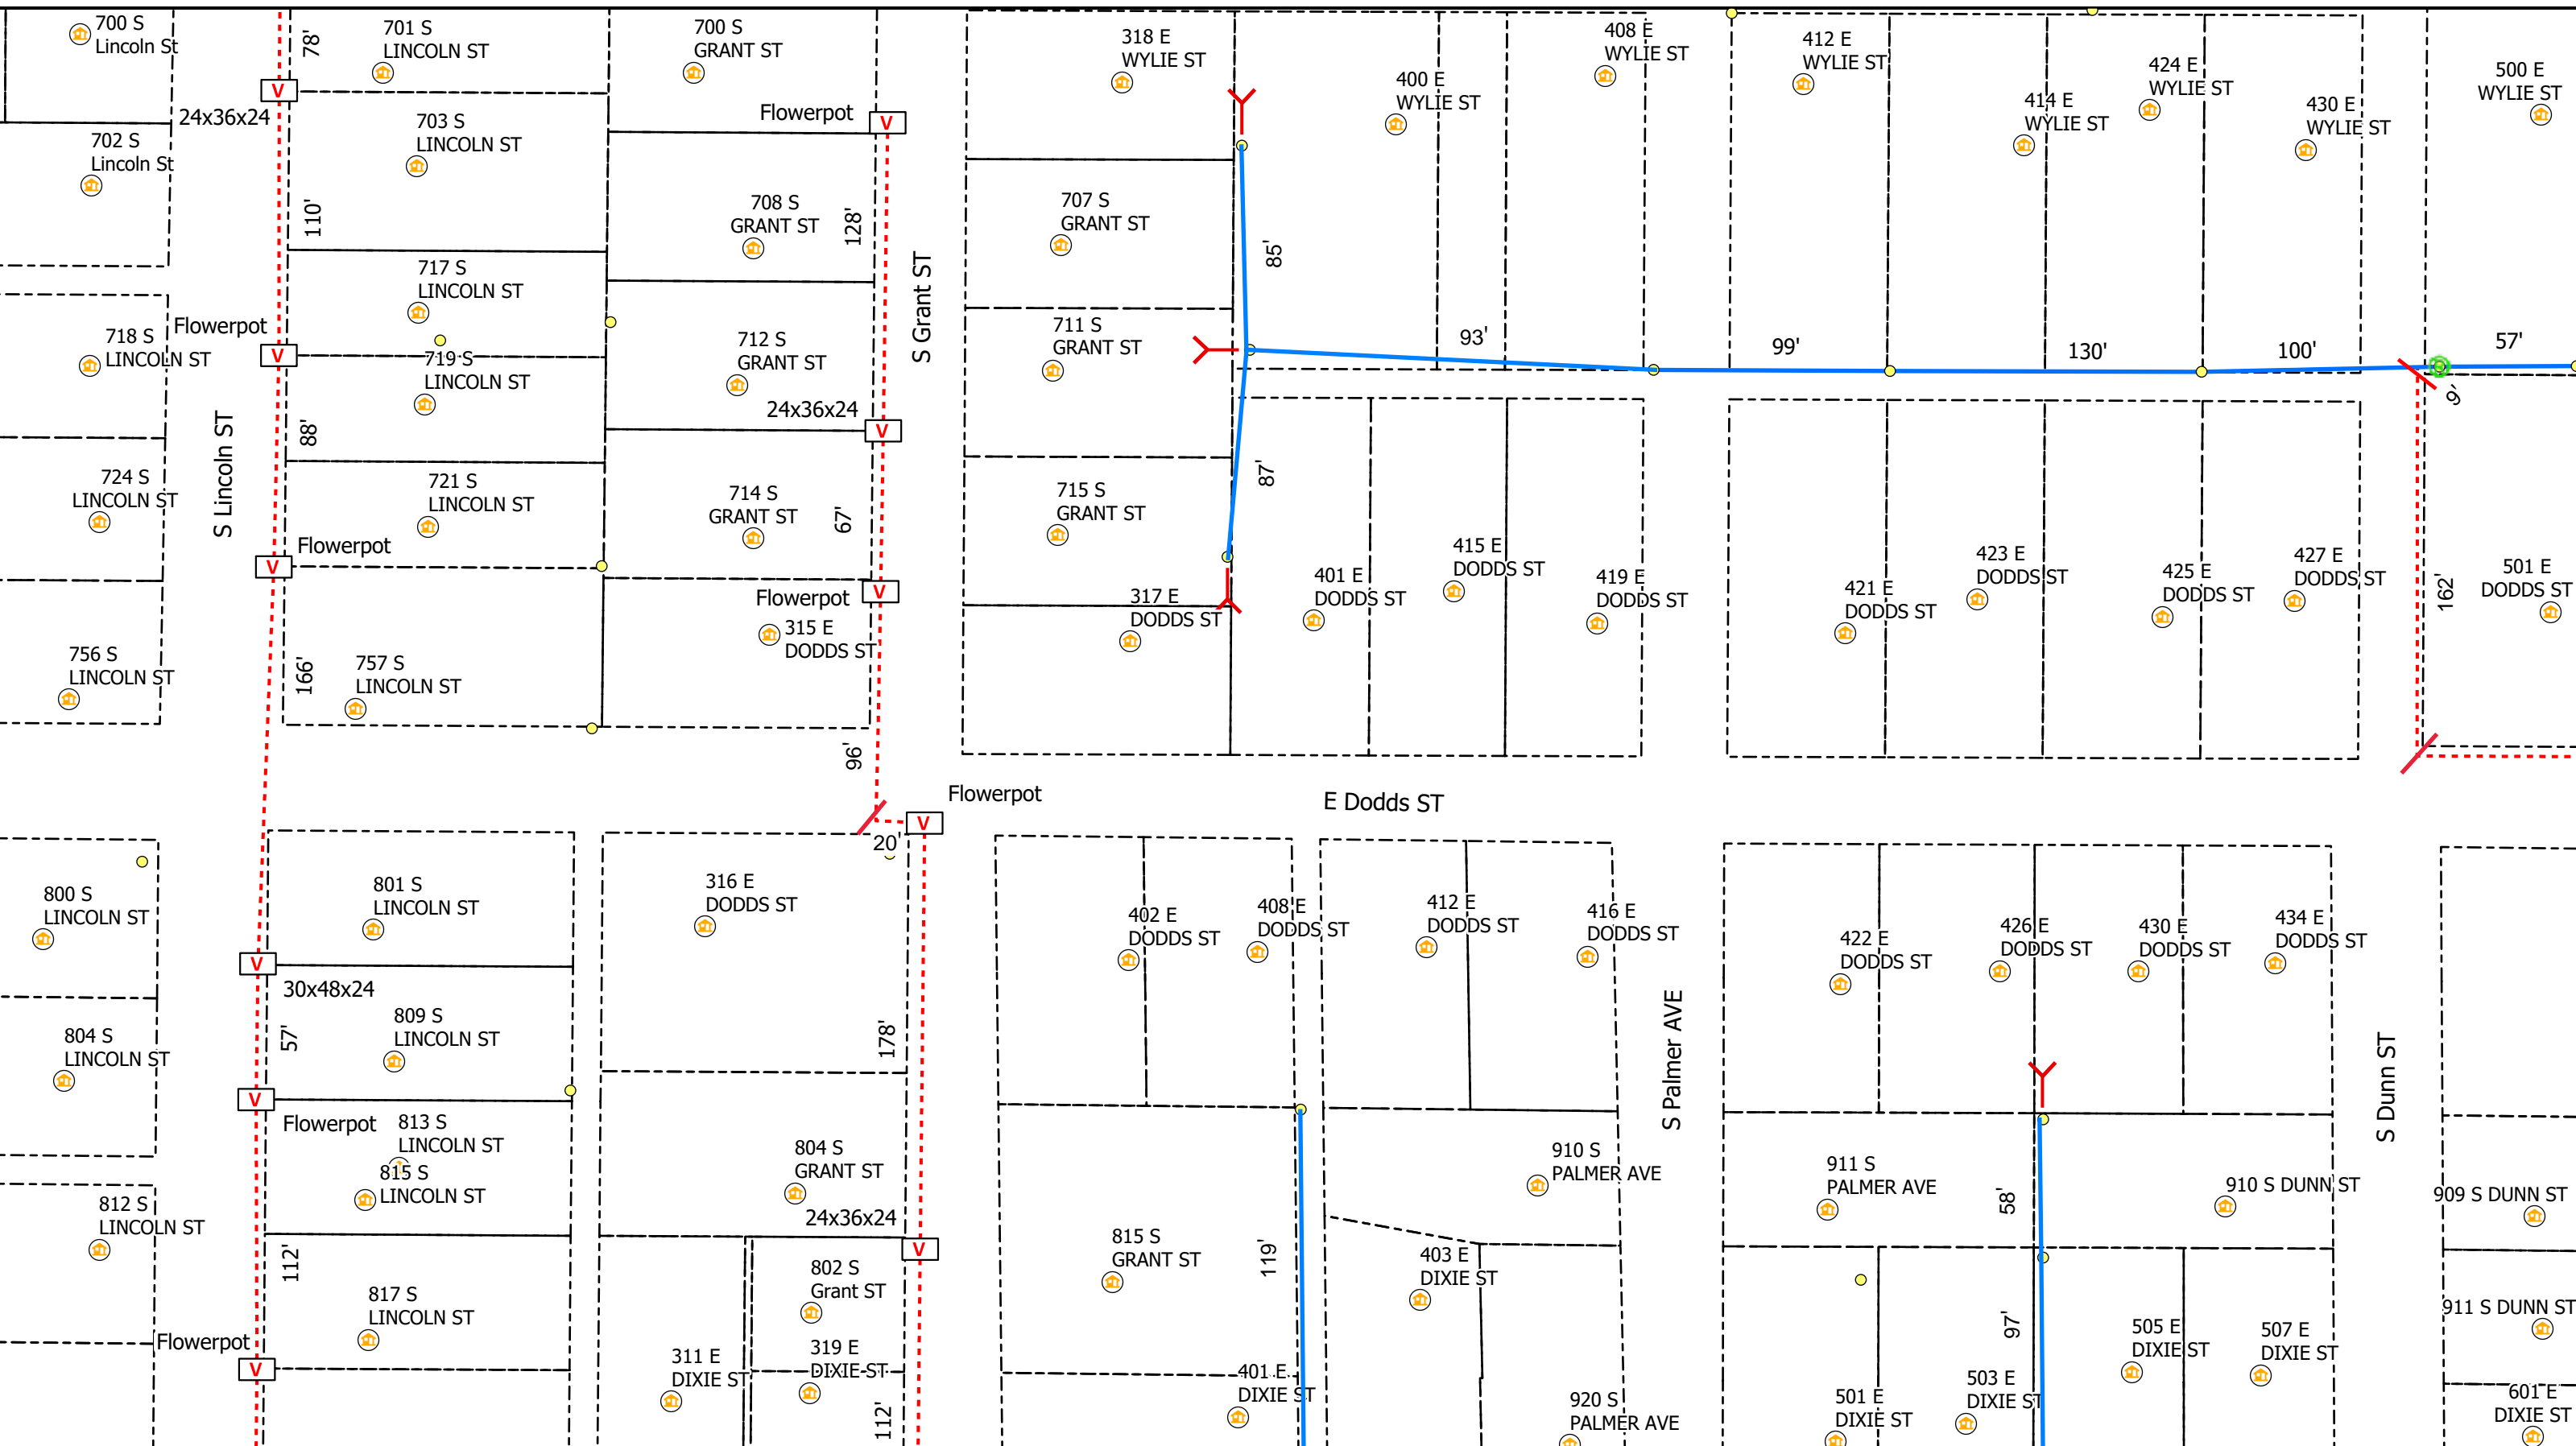 700 S
Lincoln St
78'
701 S
LINCOLN ST
700 S
GRANT ST
318 E
WYLIE ST
400 E
WYLIE ST
408 E
WYLIE ST
412 E
WYLIE ST
414 E
WYLIE ST
424 E
WYLIE ST
430 E
WYLIE ST
500 E
WYLIE ST
V
24x36x24
Flowerpot
V
702 S
Lincoln St
703 S
LINCOLN ST
110'
708 S
GRANT ST
128'
S Grant ST
707 S
GRANT ST
85'
717 S
LINCOLN ST
Flowerpot
V
718 S
LINCOLN ST
719 S
LINCOLN ST
712 S
GRANT ST
711 S
GRANT ST
93'
99'
130'
100'
57'
9'
24x36x24
V
S Lincoln ST
88'
724 S
LINCOLN ST
721 S
LINCOLN ST
714 S
GRANT ST
67'
715 S
GRANT ST
87'
Flowerpot
V
Flowerpot
V
315 E
DODDS ST
317 E
DODDS ST
401 E
DODDS ST
415 E
DODDS ST
419 E
DODDS ST
421 E
DODDS ST
423 E
DODDS ST
425 E
DODDS ST
427 E
DODDS ST
162'
501 E
DODDS ST
756 S
LINCOLN ST
166'
757 S
LINCOLN ST
96'
Flowerpot
V
20'
E Dodds ST
800 S
LINCOLN ST
801 S
LINCOLN ST
316 E
DODDS ST
402 E
DODDS ST
408 E
DODDS ST
412 E
DODDS ST
416 E
DODDS ST
422 E
DODDS ST
426 E
DODDS ST
430 E
DODDS ST
434 E
DODDS ST
V
30x48x24
804 S
LINCOLN ST
57'
809 S
LINCOLN ST
178'
S Palmer AVE
S Dunn ST
V
Flowerpot
813 S
LINCOLN ST
815 S
LINCOLN ST
804 S
GRANT ST
24x36x24
V
910 S
PALMER AVE
911 S
PALMER AVE
58'
910 S DUNN ST
909 S DUNN ST
812 S
LINCOLN ST
112'
815 S
GRANT ST
119'
403 E
DIXIE ST
802 S
Grant ST
817 S
LINCOLN ST
Flowerpot
V
311 E
DIXIE ST
319 E
DIXIE ST
112'
401 E
DIXIE ST
920 S
PALMER AVE
97'
501 E
DIXIE ST
503 E
DIXIE ST
505 E
DIXIE ST
507 E
DIXIE ST
911 S DUNN ST
601 E
DIXIE ST